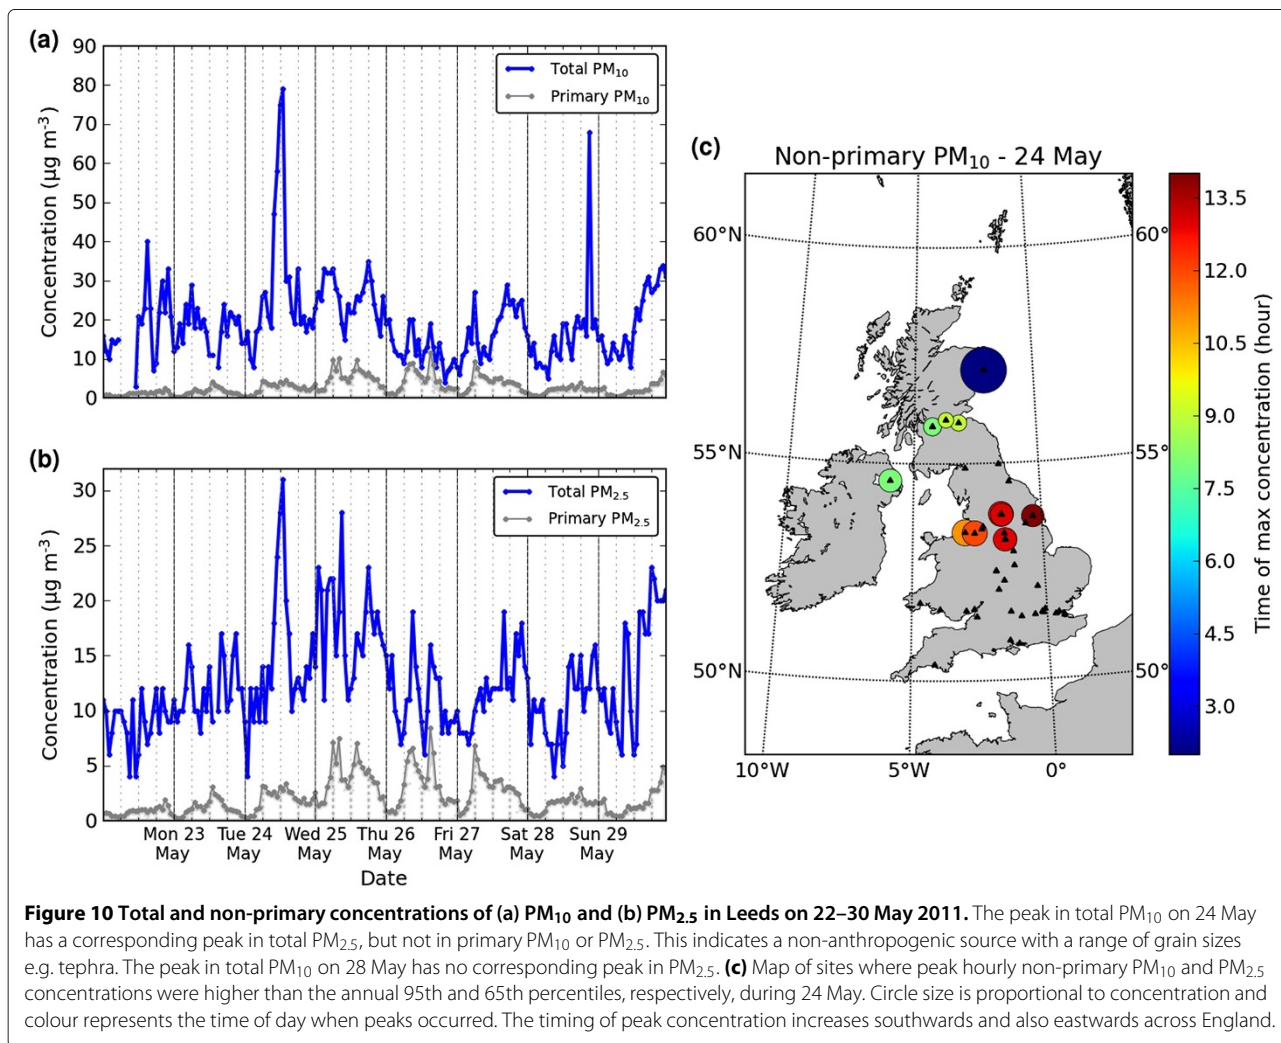 (a)
90
80
70
60
50
40
30
20
10
0
Concentration (µg m⁻³)
Total PM₁₀
Primary PM₁₀
(b)
30
25
20
15
10
5
0
Concentration (µg m⁻³)
Total PM₂.₅
Primary PM₂.₅
Mon 23 Tue 24 Wed 25 Thu 26 Fri 27 Sat 28 Sun 29
May May May May May May May
Date
(c)
Non-primary PM₁₀ - 24 May
60°N 60°
55°N 55°
50°N 50°
10°W 5°W 0°
13.5
12.0
10.5
9.0
7.5
6.0
4.5
3.0
Time of max concentration (hour)
Figure 10 Total and non-primary concentrations of (a) PM₁₀ and (b) PM₂.₅ in Leeds on 22–30 May 2011. The peak in total PM₁₀ on 24 May
has a corresponding peak in total PM₂.₅, but not in primary PM₁₀ or PM₂.₅. This indicates a non-anthropogenic source with a range of grain sizes
e.g. tephra. The peak in total PM₁₀ on 28 May has no corresponding peak in PM₂.₅. (c) Map of sites where peak hourly non-primary PM₁₀ and PM₂.₅
concentrations were higher than the annual 95th and 65th percentiles, respectively, during 24 May. Circle size is proportional to concentration and
colour represents the time of day when peaks occurred. The timing of peak concentration increases southwards and also eastwards across England.